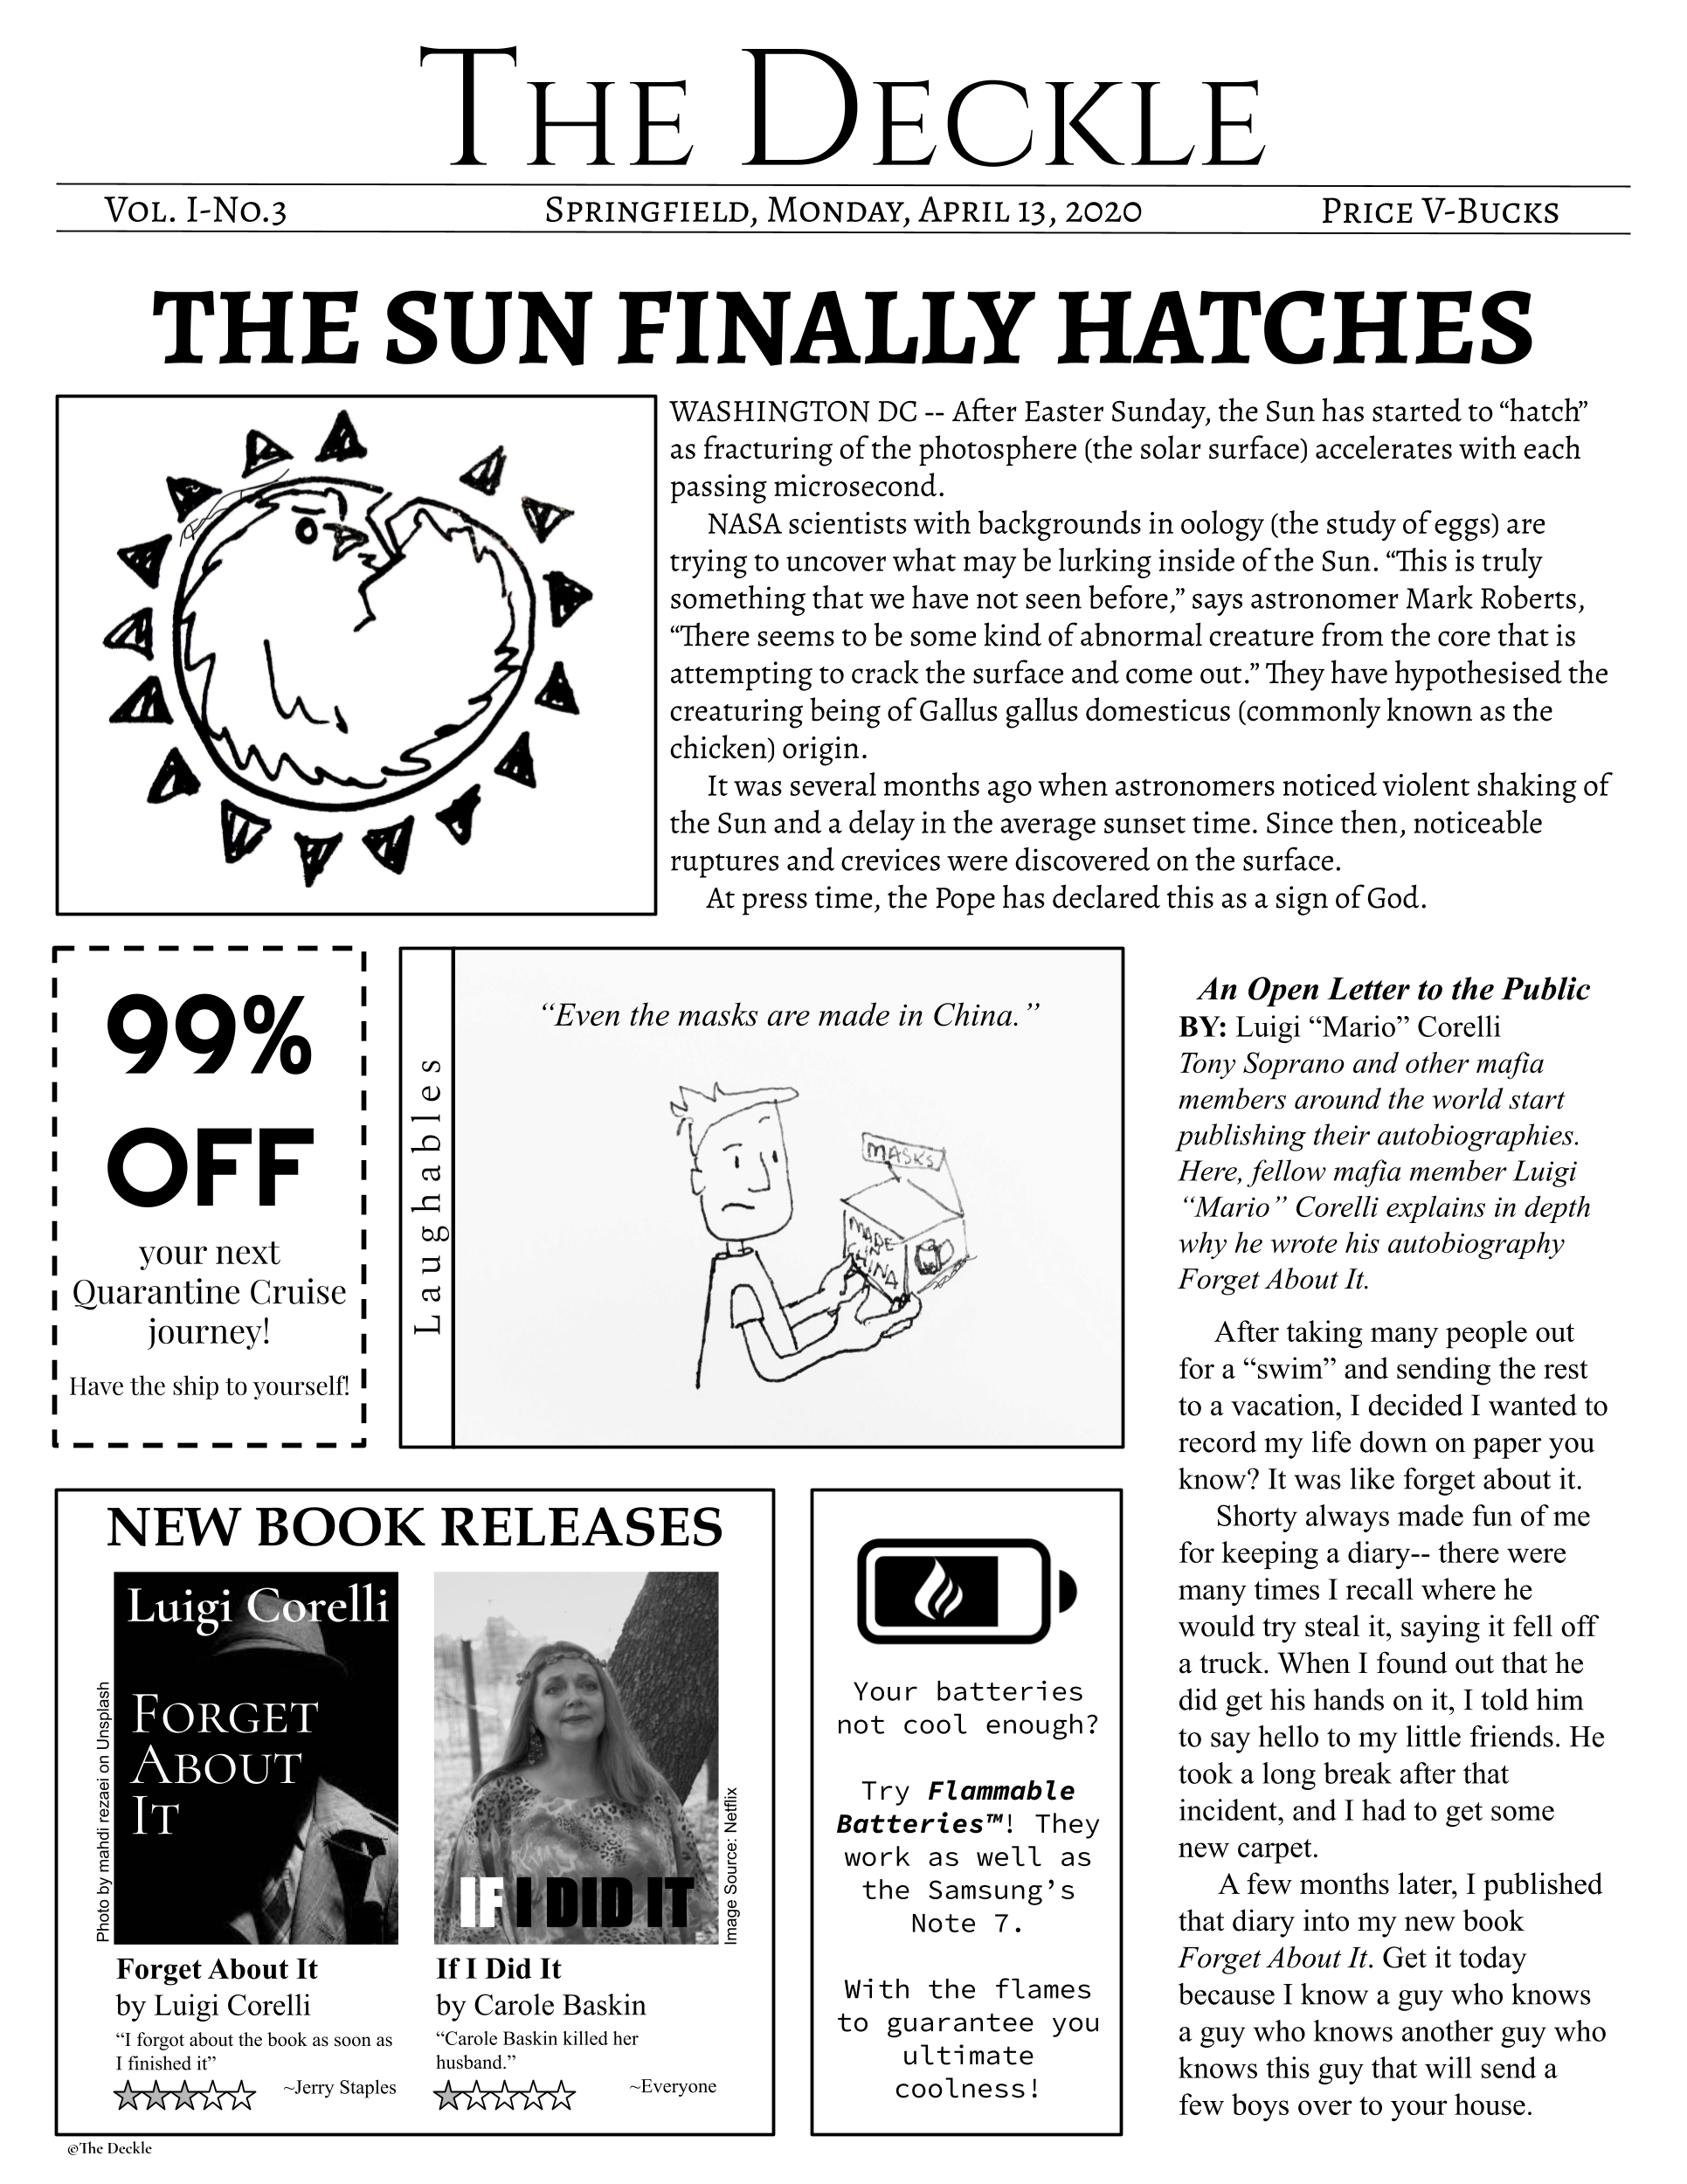 THE DECKLE
VOL. I-NO.3
SPRINGFIELD, MONDAY, APRIL 13, 2020
PRICE V-BUCKS
THE SUN FINALLY HATCHES
WASHINGTON DC -- After Easter Sunday, the Sun has started to “hatch”
as fracturing of the photosphere (the solar surface) accelerates with each
passing microsecond.
NASA scientists with backgrounds in oology (the study of eggs) are
trying to uncover what may be lurking inside of the Sun. “This is truly
something that we have not seen before,” says astronomer Mark Roberts,
“There seems to be some kind of abnormal creature from the core that is
attempting to crack the surface and come out.” They have hypothesised the
creaturing being of Gallus gallus domesticus (commonly known as the
chicken) origin.
It was several months ago when astronomers noticed violent shaking of
the Sun and a delay in the average sunset time. Since then, noticeable
ruptures and crevices were discovered on the surface.
At press time, the Pope has declared this as a sign of God.
99%
OFF
your next
Quarantine Cruise
journey!
Have the ship to yourself!
Laughables
“Even the masks are made in China.”
MASKS
MADE
IN
CHINA
An Open Letter to the Public
BY: Luigi “Mario” Corelli
Tony Soprano and other mafia
members around the world start
publishing their autobiographies.
Here, fellow mafia member Luigi
“Mario” Corelli explains in depth
why he wrote his autobiography
Forget About It.
After taking many people out
for a “swim” and sending the rest
to a vacation, I decided I wanted to
record my life down on paper you
know? It was like forget about it.
Shorty always made fun of me
for keeping a diary-- there were
many times I recall where he
would try steal it, saying it fell off
a truck. When I found out that he
did get his hands on it, I told him
to say hello to my little friends. He
took a long break after that
incident, and I had to get some
new carpet.
A few months later, I published
that diary into my new book
Forget About It. Get it today
because I know a guy who knows
a guy who knows another guy who
knows this guy that will send a
few boys over to your house.
NEW BOOK RELEASES
Luigi Corelli
FORGET
ABOUT
IT
Photo by mahdi rezaei on Unsplash
IF I DID IT
Image Source: Netflix
Forget About It
by Luigi Corelli
“I forgot about the book as soon as
I finished it”
~Jerry Staples
If I Did It
by Carole Baskin
“Carole Baskin killed her
husband.”
~Everyone
Your batteries
not cool enough?
Try Flammable
Batteries™! They
work as well as
the Samsung’s
Note 7.
With the flames
to guarantee you
ultimate
coolness!
@The Deckle